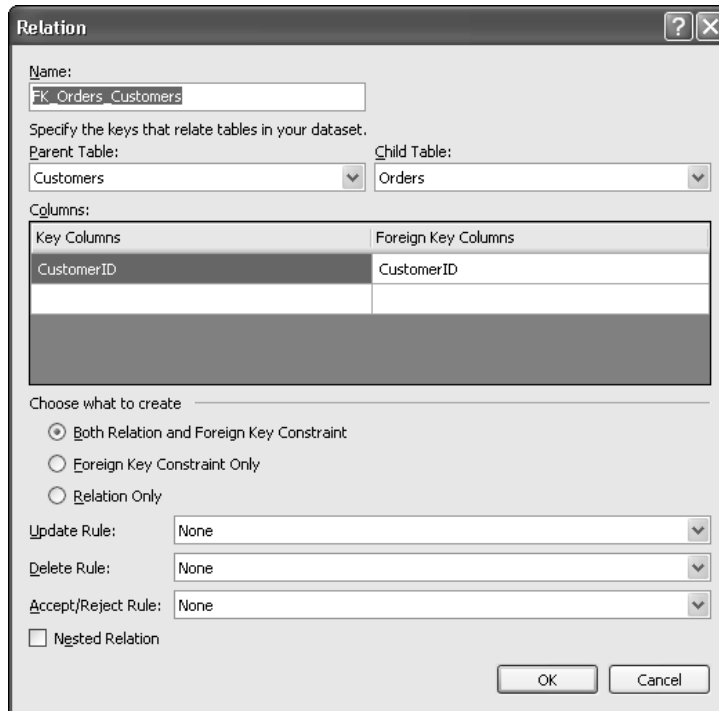 Relation
Name:
FK_Orders_Customers
Specify the keys that relate tables in your dataset.
Parent Table: Child Table:
Customers Orders
Columns:
Key Columns Foreign Key Columns
CustomerID CustomerID
Choose what to create
Both Relation and Foreign Key Constraint
Foreign Key Constraint Only
Relation Only
Update Rule: None
Delete Rule: None
Accept/Reject Rule: None
Nested Relation
OK Cancel